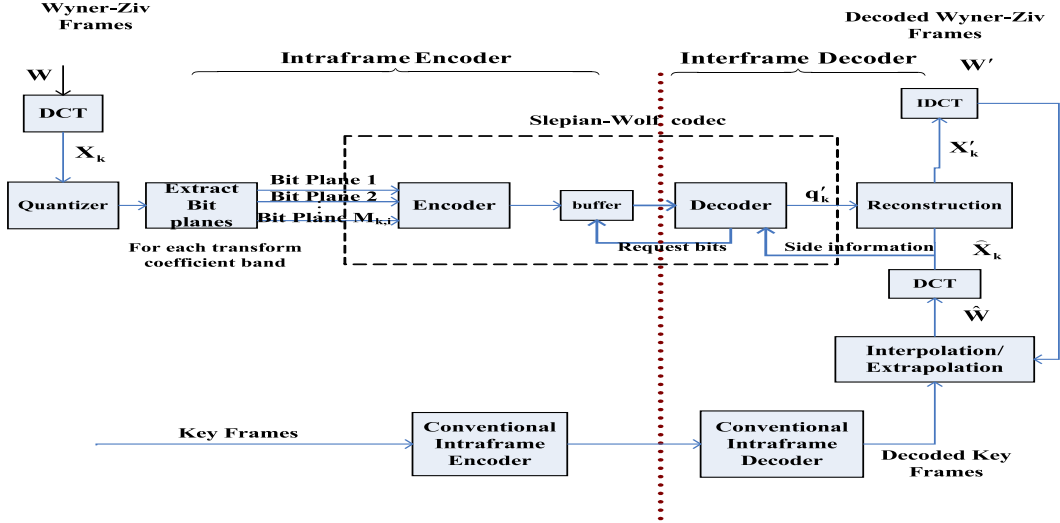 Wyner-Ziv
Frames
Decoded Wyner-Ziv
Frames
Intraframe Encoder
Interframe Decoder
W
W′
DCT
IDCT
Slepian-Wolf codec
X_k
X′_k
Quantizer
Extract
Bit
planes
Bit Plane 1
Bit Plane 2
⋮
Bit Plane M_k,i
Encoder
buffer
Decoder
q′_k
Reconstruction
For each transform
coefficient band
Request bits
Side information
X̂_k
DCT
Ŵ
Interpolation/
Extrapolation
Key Frames
Conventional
Intraframe
Encoder
Conventional
Intraframe
Decoder
Decoded Key
Frames